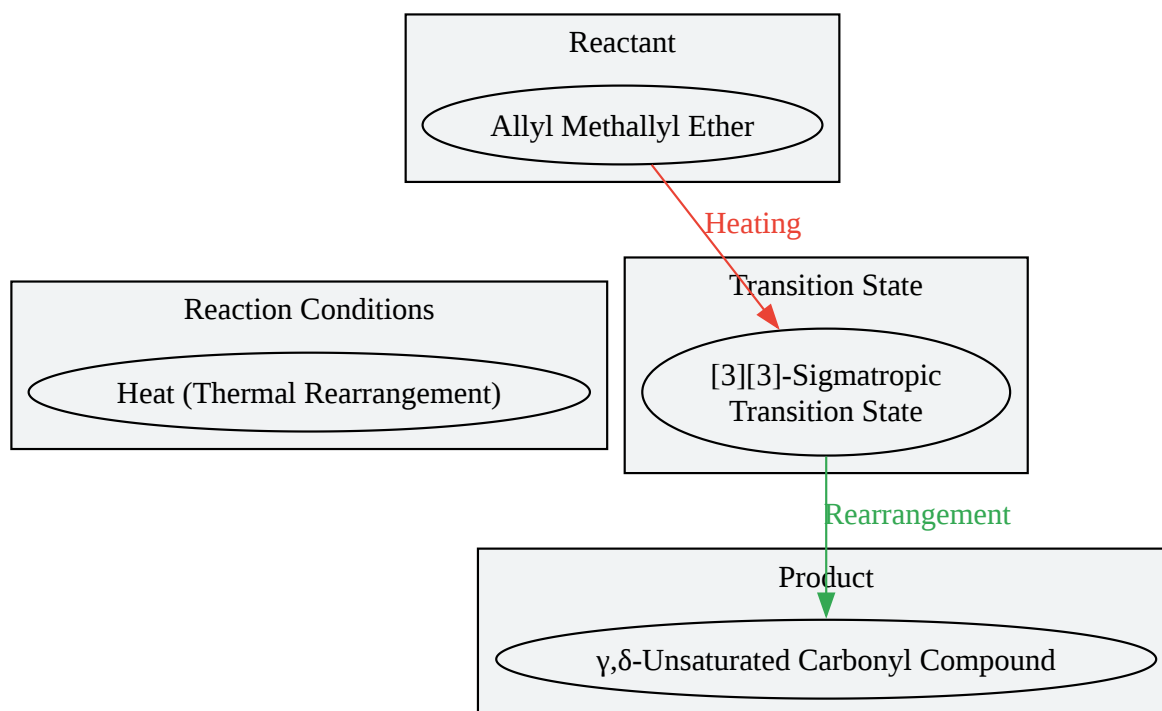 Reactant
Allyl Methallyl Ether
Heating
Transition State
Reaction Conditions
Heat (Thermal Rearrangement)
[3][3]-Sigmatropic
Transition State
Rearrangement
Product
γ,δ-Unsaturated Carbonyl Compound